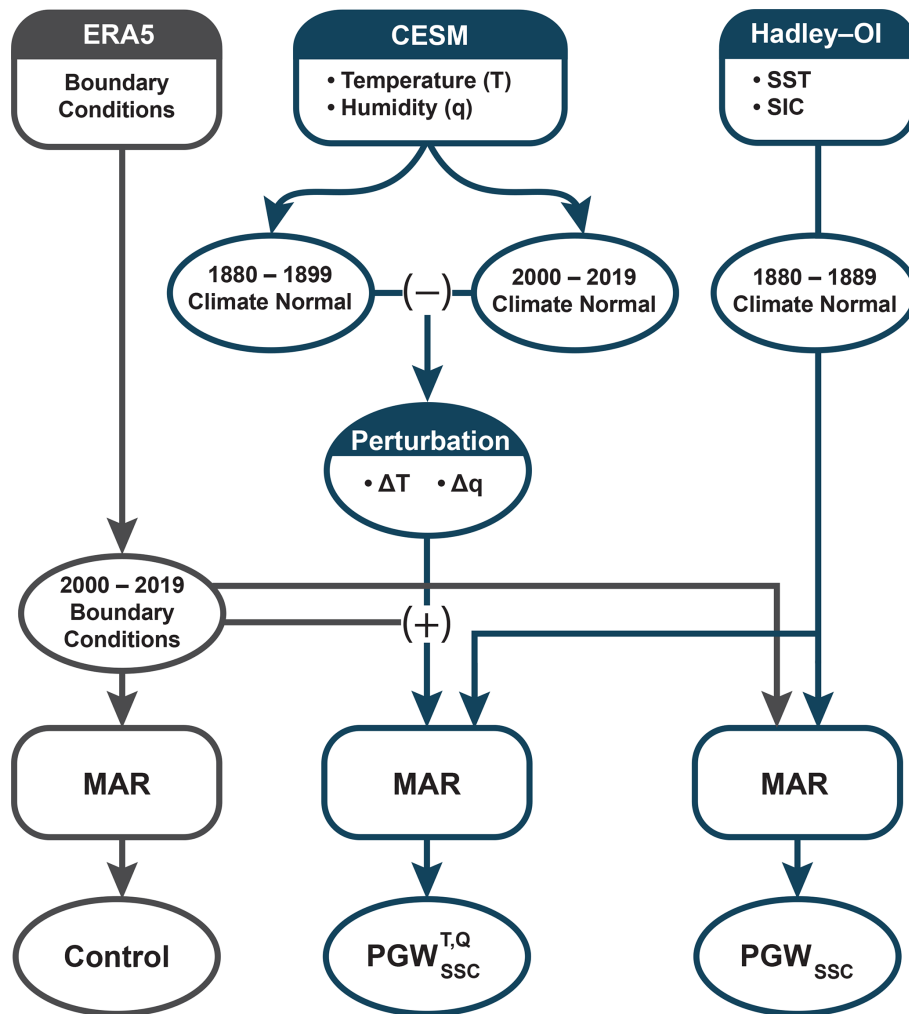 ERA5
Boundary
Conditions
CESM
• Temperature (T)
• Humidity (q)
Hadley–OI
• SST
• SIC
1880 – 1899
Climate Normal
(−)
2000 – 2019
Climate Normal
1880 – 1889
Climate Normal
Perturbation
• ΔT • Δq
2000 – 2019
Boundary
Conditions
(+)
MAR
MAR
MAR
Control
PGW T,Q SSC
PGW SSC